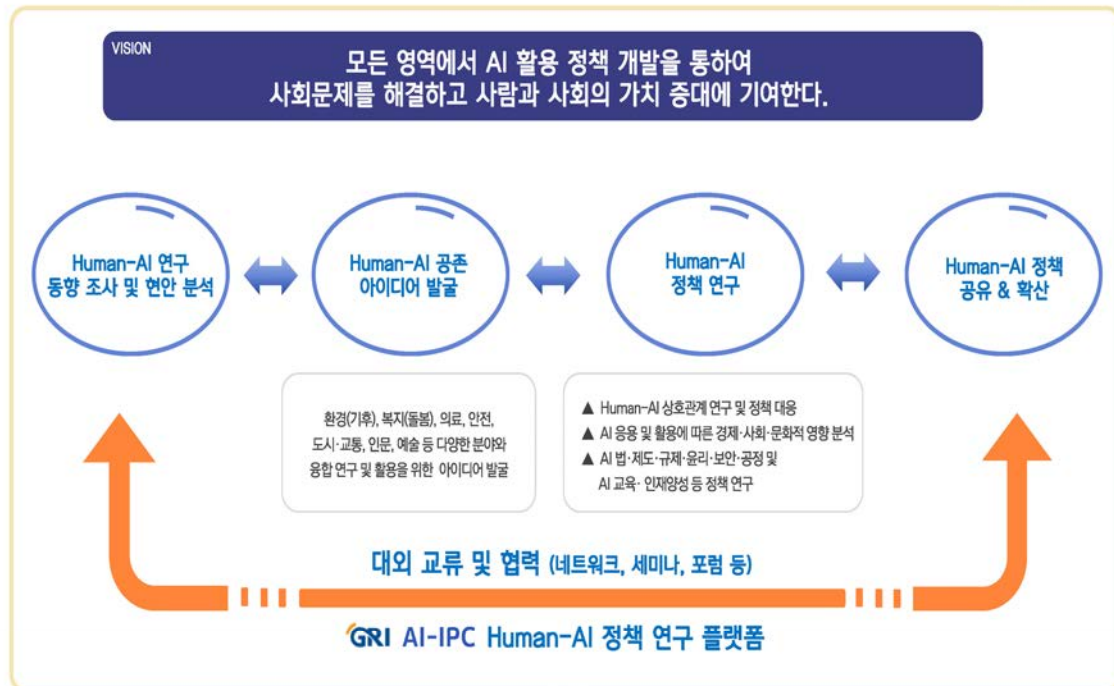 VISION
모든 영역에서 AI 활용 정책 개발을 통하여
사회문제를 해결하고 사람과 사회의 가치 증대에 기여한다.
Human-AI 연구
동향 조사 및 현안 분석
Human-AI 공존
아이디어 발굴
Human-AI
정책 연구
Human-AI 정책
공유 & 확산
환경(기후), 복지(돌봄), 의료, 안전,
도시·교통, 인문, 예술 등 다양한 분야와
융합 연구 및 활용을 위한 아이디어 발굴
▲ Human-AI 상호관계 연구 및 정책 대응
▲ AI 응용 및 활용에 따른 경제·사회·문화적 영향 분석
▲ AI 법·제도·규제·윤리·보안·공정 및
AI 교육· 인재양성 등 정책 연구
대외 교류 및 협력 (네트워크, 세미나, 포럼 등)
GRI AI-IPC Human-AI 정책 연구 플랫폼